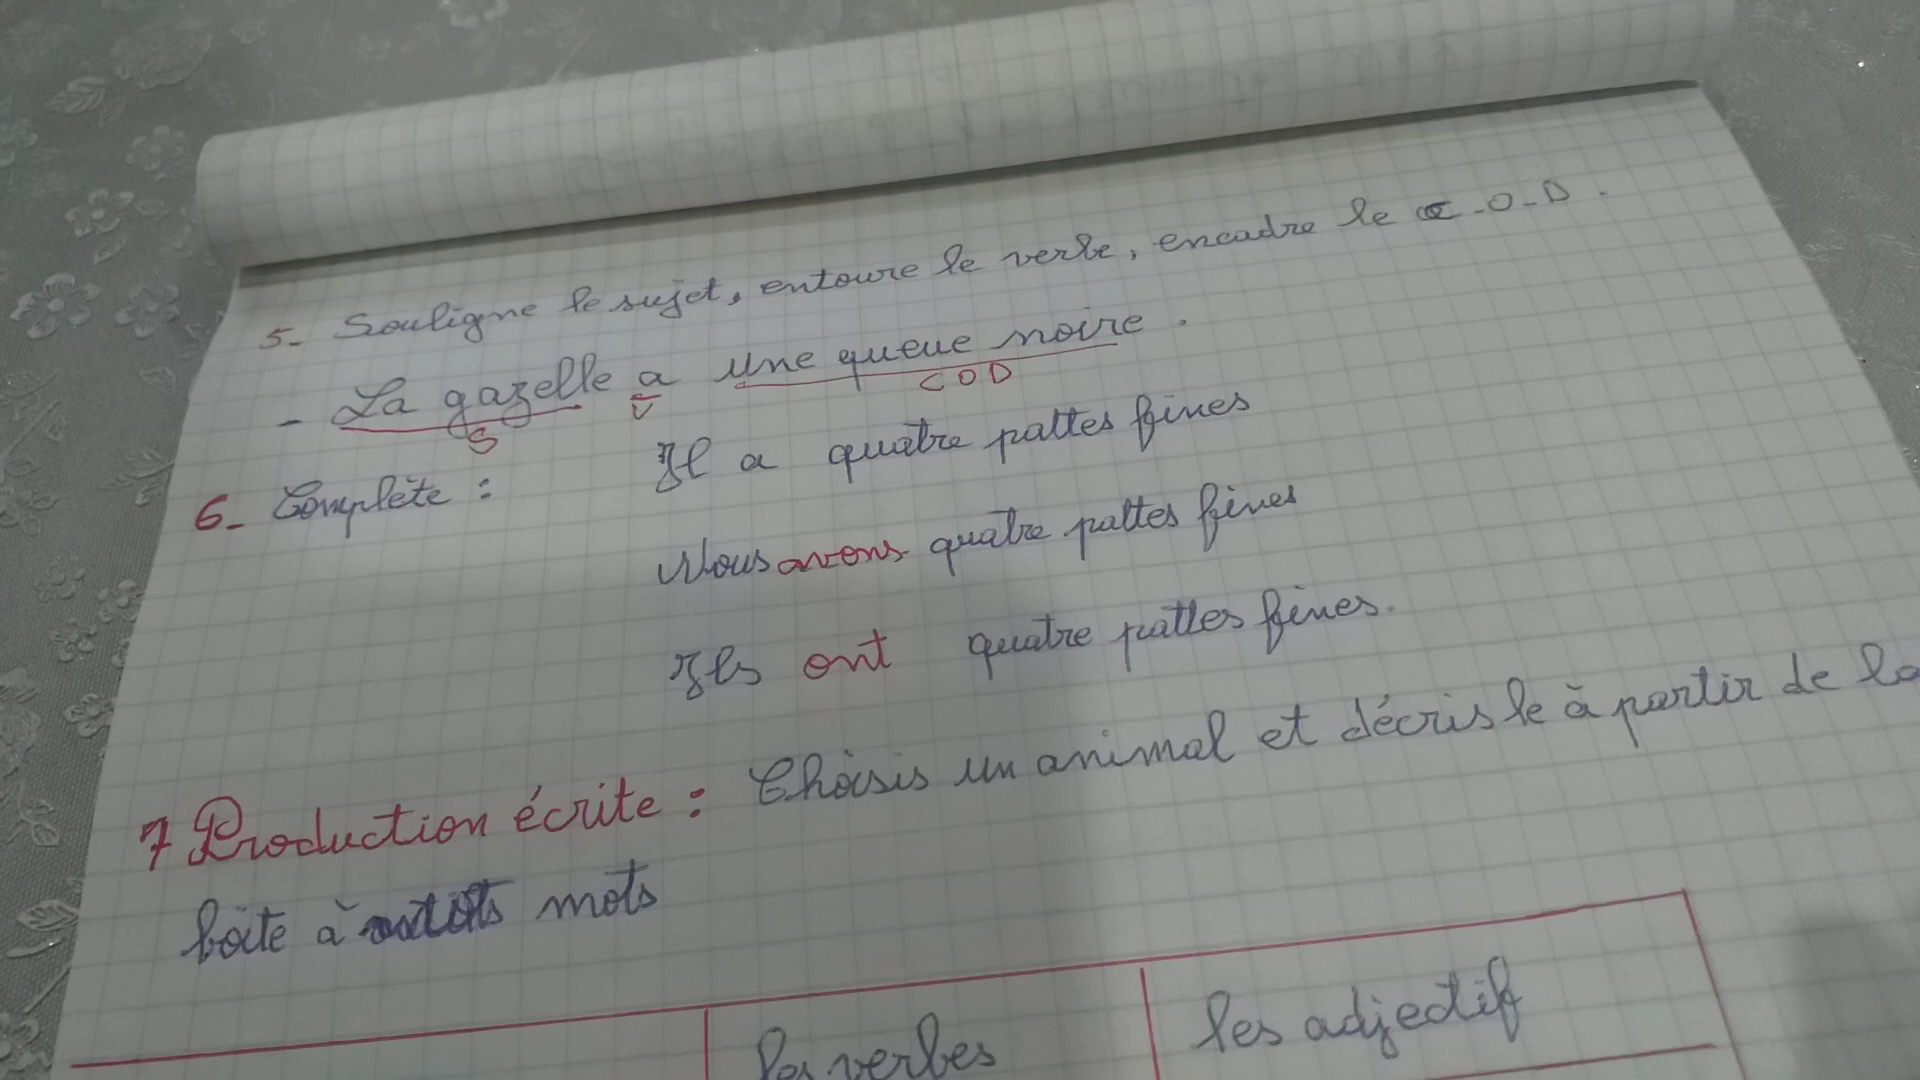 5- Souligne le sujet, entoure le verbe, encadre le C-O-D.
- La gazelle a une queue noire.
S V COD
6- Complète : Il a quatre pattes fines
Nous avons quatre pattes fines
Ils ont quatre pattes fines.
7 Production écrite : Choisis un animal et décris le à partir de la
boite à mots
les verbes les adjectifs